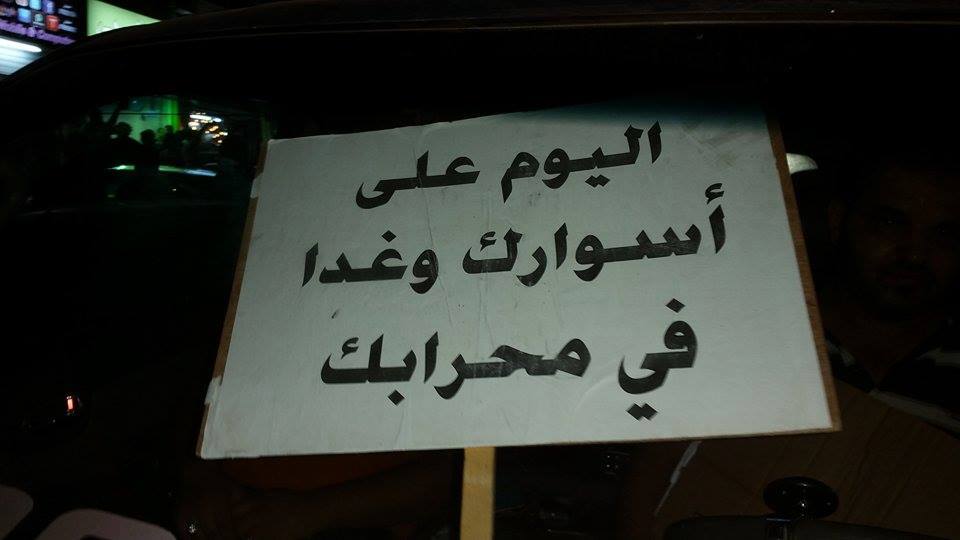 اليوم على
أسوارك وغدا
في محرابك